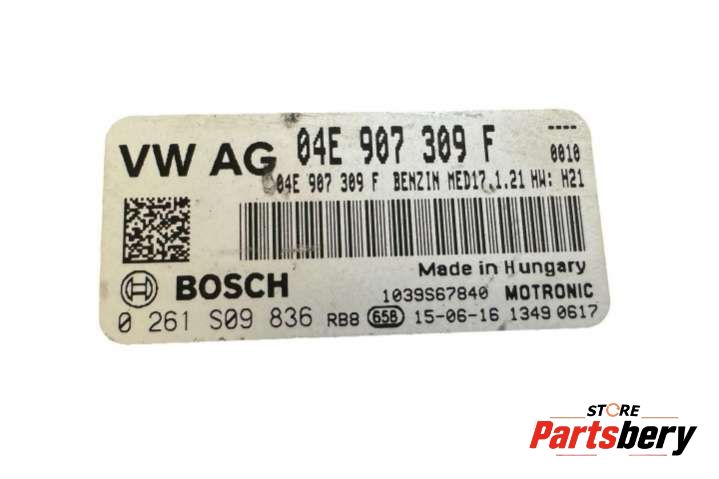 VW AG 04E 907 309 F ----
0010
04E 907 309 F BENZIN MED17.1.21 HW: H21
Made in Hungary
BOSCH 1039S67840 MOTRONIC
0 261 S09 836 RB8 658 15-06-16 1349 0617
STORE
Partsbery